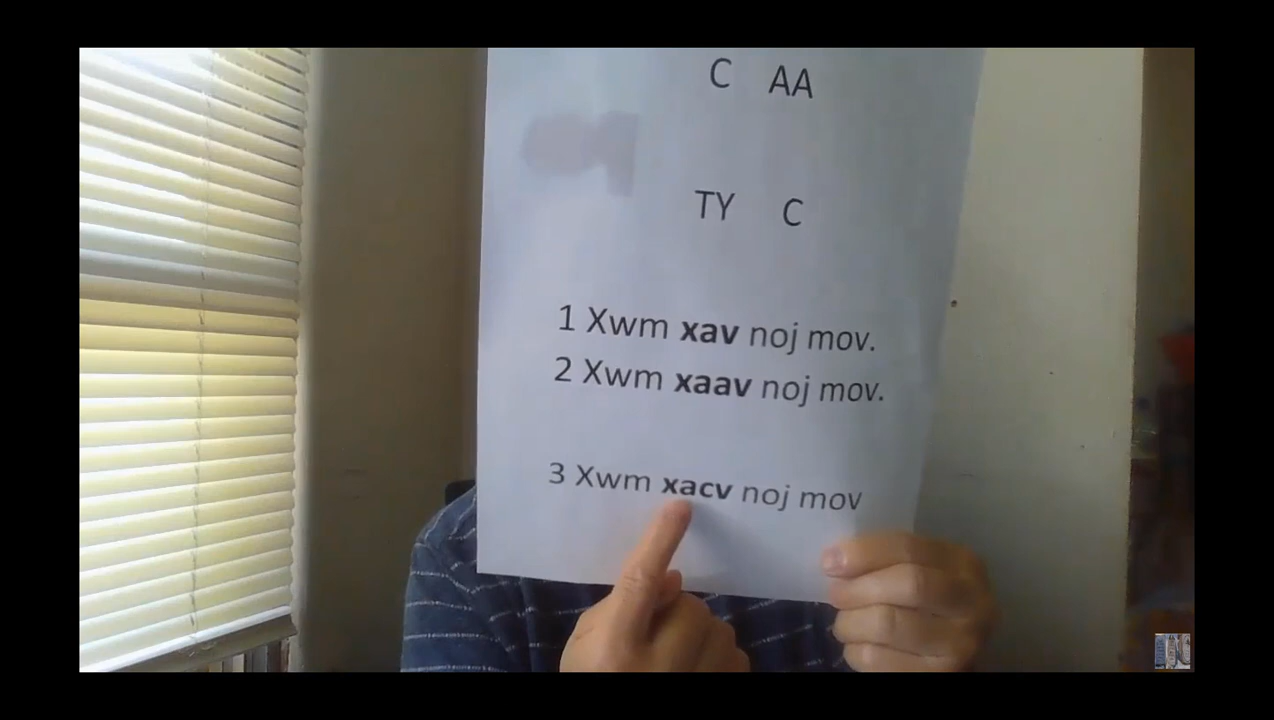 C AA
TY C
1 Xwm xav noj mov.
2 Xwm xaav noj mov.
3 Xwm xacv noj mov